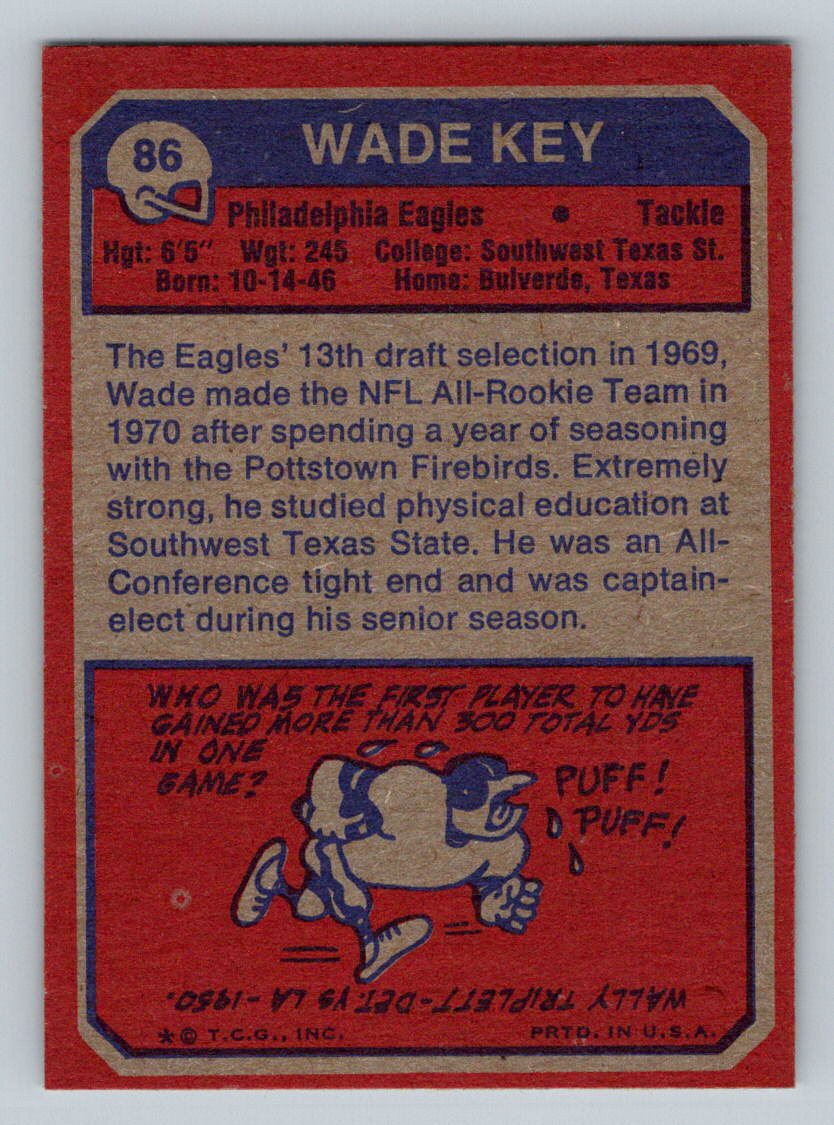 86
WADE KEY
Philadelphia Eagles • Tackle
Hgt: 6'5" Wgt: 245 College: Southwest Texas St.
Born: 10-14-46 Home: Bulverde, Texas
The Eagles' 13th draft selection in 1969,
Wade made the NFL All-Rookie Team in
1970 after spending a year of seasoning
with the Pottstown Firebirds. Extremely
strong, he studied physical education at
Southwest Texas State. He was an All-
Conference tight end and was captain-
elect during his senior season.
WHO WAS THE FIRST PLAYER TO HAVE
GAINED MORE THAN 300 TOTAL YDS
IN ONE
GAME?
PUFF!
PUFF!
WALLY TRIPLETT-DET. VS LA-1950.
*© T.C.G., INC. PRTD. IN U.S.A.